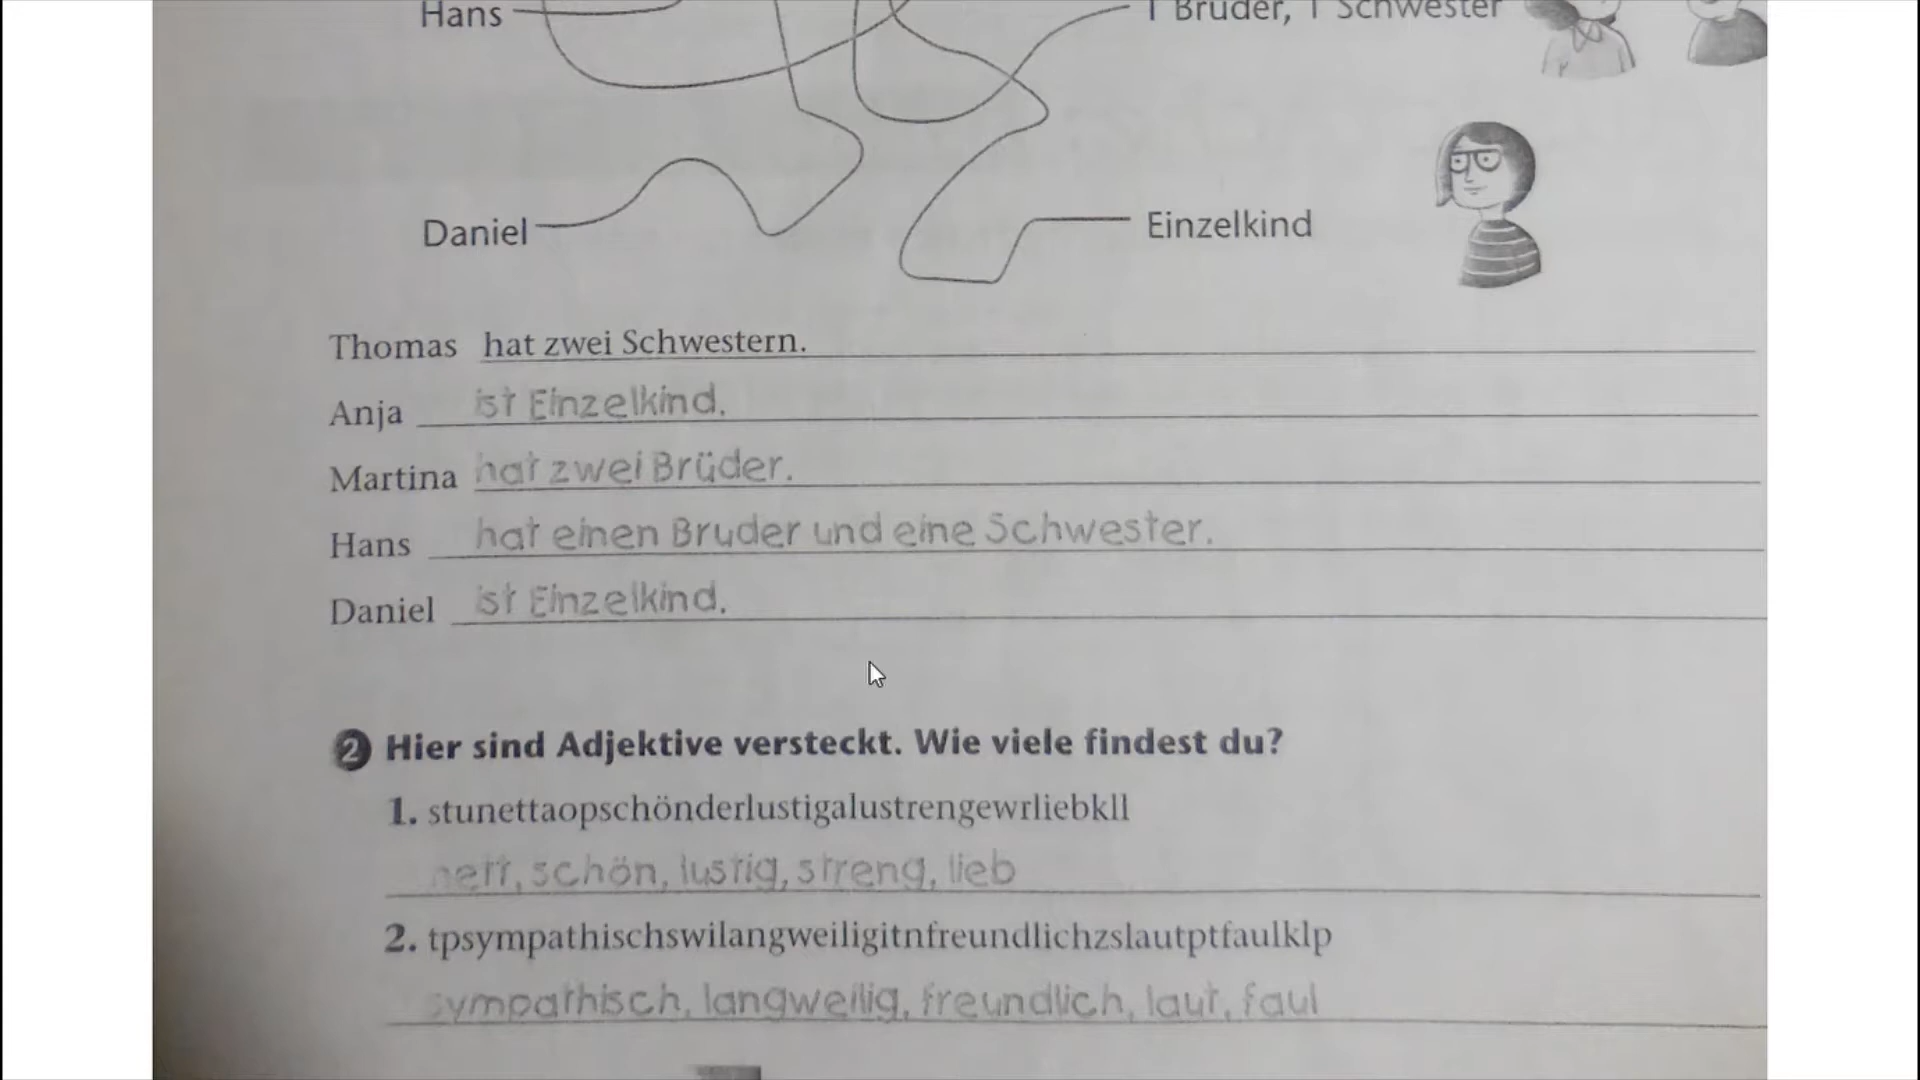 Hans
1 Bruder, 1 Schwester
Daniel
Einzelkind
Thomas hat zwei Schwestern.
Anja ist Einzelkind.
Martina hat zwei Brüder.
Hans hat einen Bruder und eine Schwester.
Daniel ist Einzelkind.
2 Hier sind Adjektive versteckt. Wie viele findest du?
1. stunettaopschönderlustigalustrengewrliebkll
nett, schön, lustig, streng, lieb
2. tpsympathischswilangweiligitnfreundlichzslautptfaulklp
sympathisch, langweilig, freundlich, laut, faul